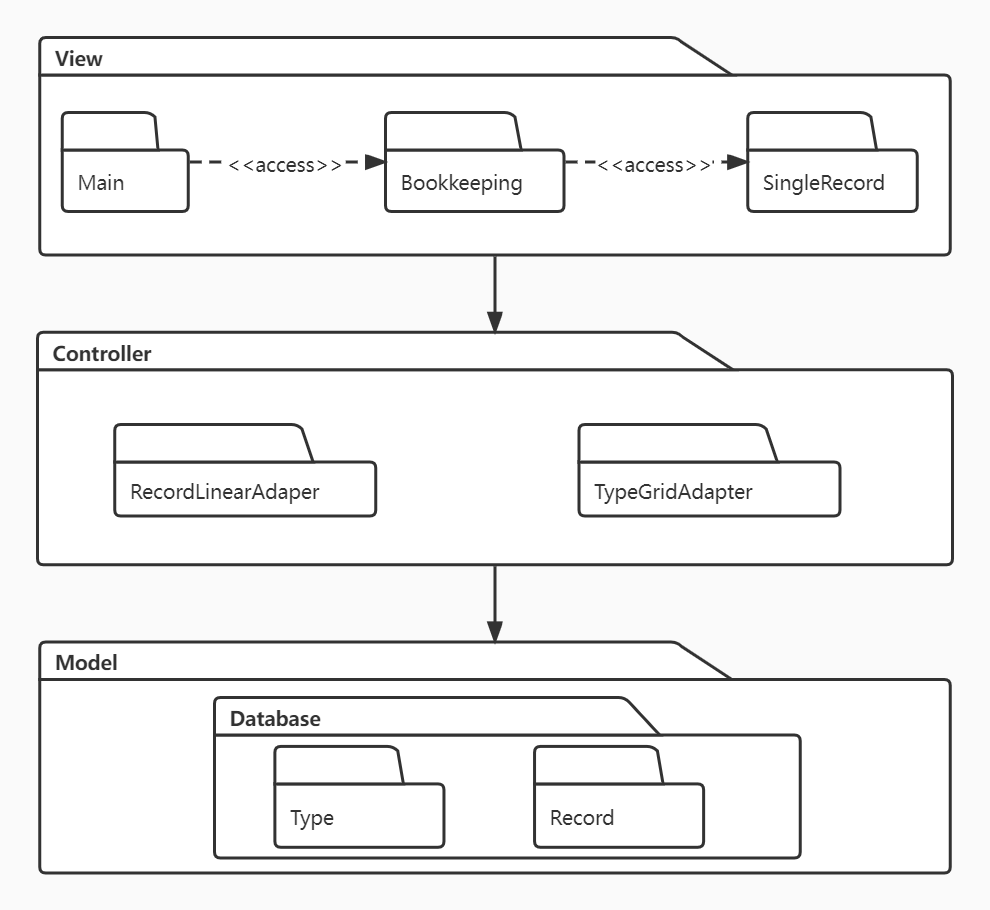 View
Main
<<access>>
Bookkeeping
<<access>>
SingleRecord
Controller
RecordLinearAdaper
TypeGridAdapter
Model
Database
Type
Record